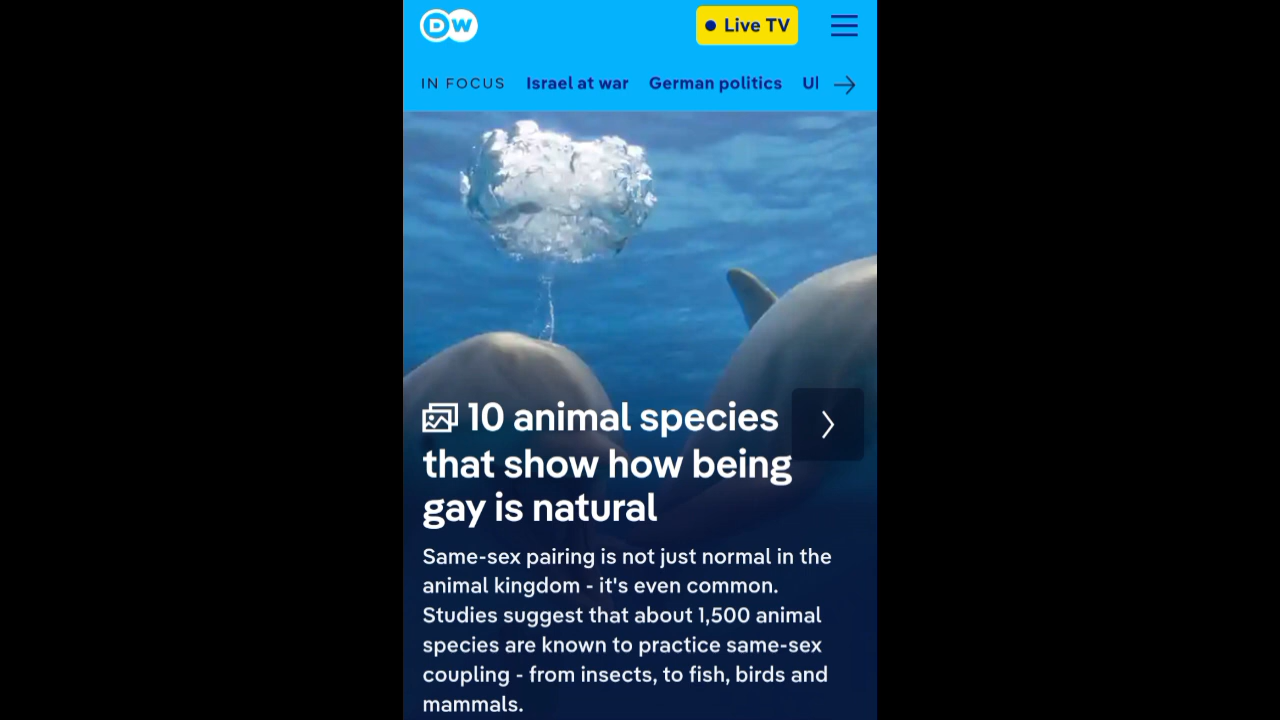 DW
Live TV
IN FOCUS Israel at war German politics
10 animal species
that show how being
gay is natural
Same-sex pairing is not just normal in the
animal kingdom - it's even common.
Studies suggest that about 1,500 animal
species are known to practice same-sex
coupling - from insects, to fish, birds and
mammals.